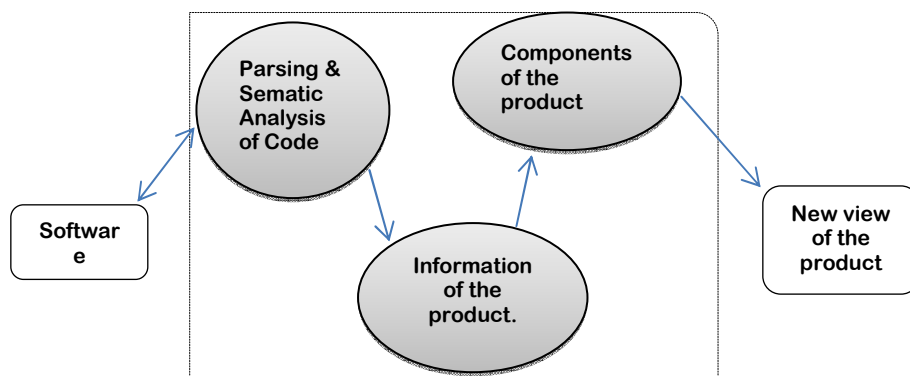 Parsing &
Sematic
Analysis
of Code
Components
of the
product
Softwar
e
Information
of the
product.
New view
of the
product